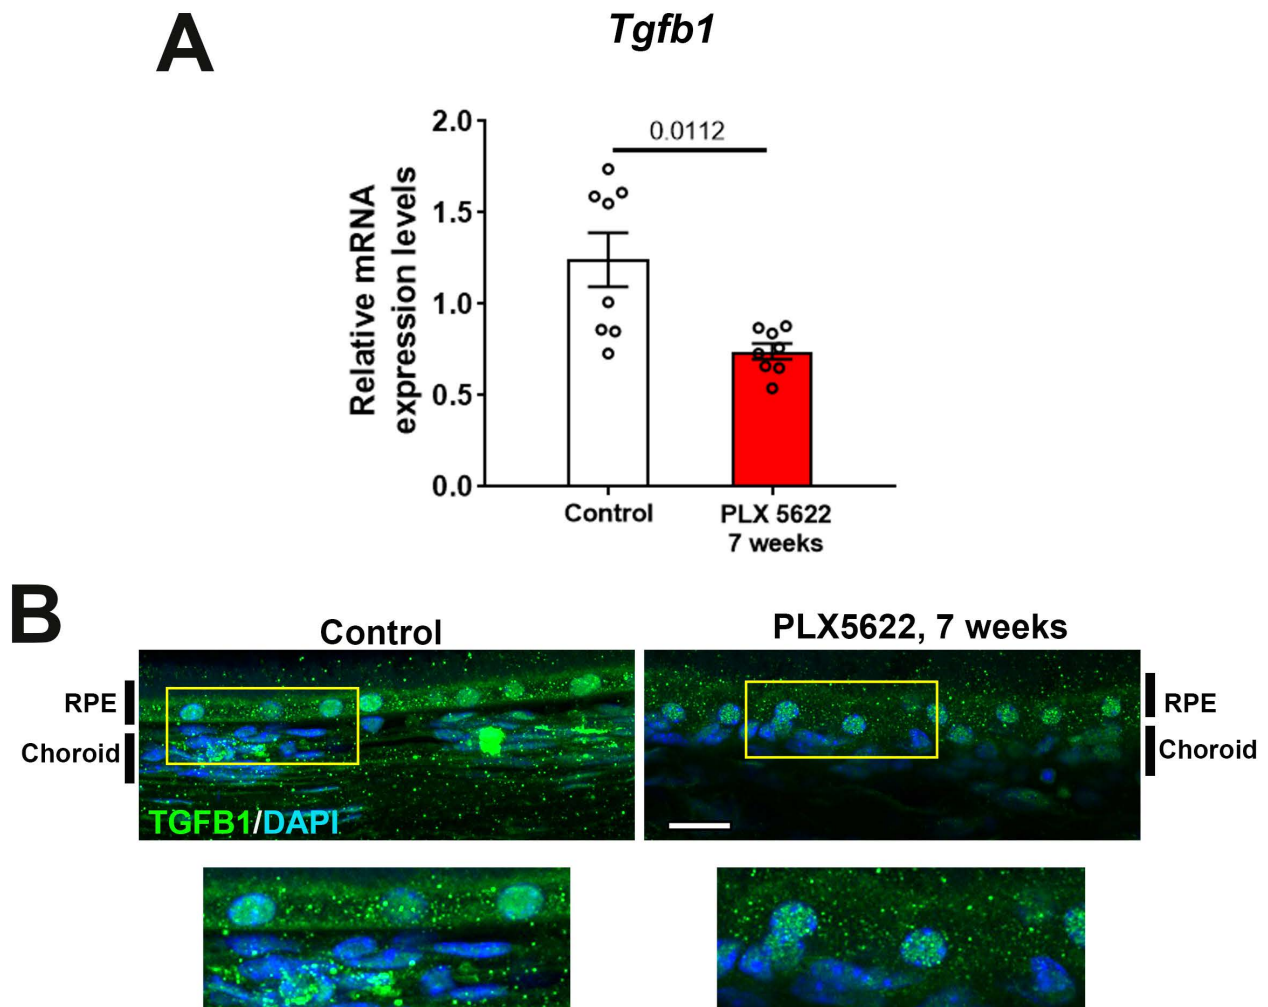 A
Tgfb1
Relative mRNA
expression levels
2.0
1.5
1.0
0.5
0.0
0.0112
Control
PLX 5622
7 weeks
B
Control
PLX5622, 7 weeks
RPE
Choroid
TGFB1/DAPI
RPE
Choroid